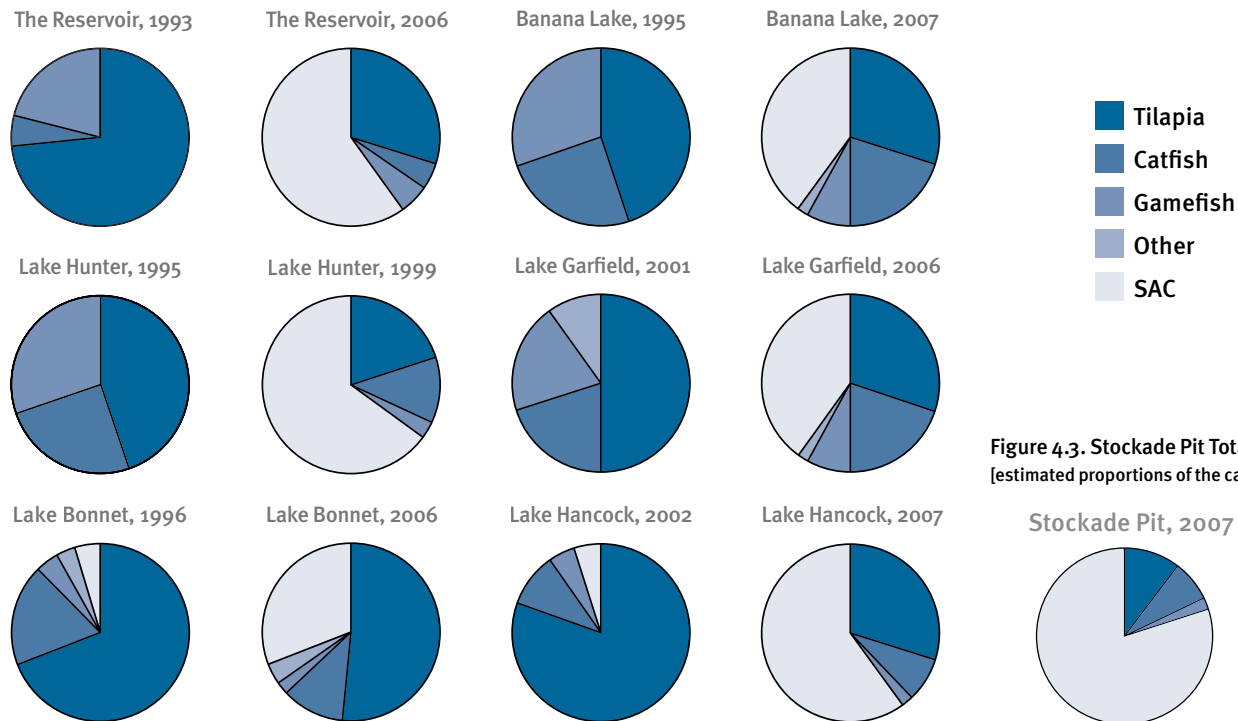 The Reservoir, 1993
The Reservoir, 2006
Banana Lake, 1995
Banana Lake, 2007
Tilapia
Catfish
Gamefish
Other
SAC
Lake Hunter, 1995
Lake Hunter, 1999
Lake Garfield, 2001
Lake Garfield, 2006
Figure 4.3. Stockade Pit
[estimated proportions of the
Lake Bonnet, 1996
Lake Bonnet, 2006
Lake Hancock, 2002
Lake Hancock, 2007
Stockade Pit, 2007